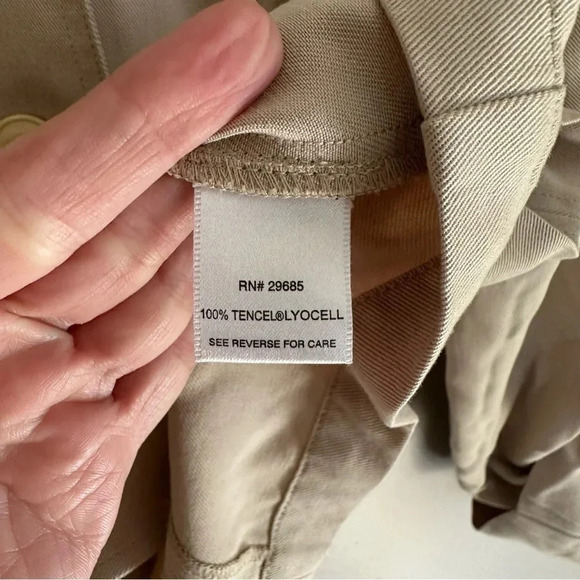 RN# 29685
100% TENCEL®LYOCELL
SEE REVERSE FOR CARE